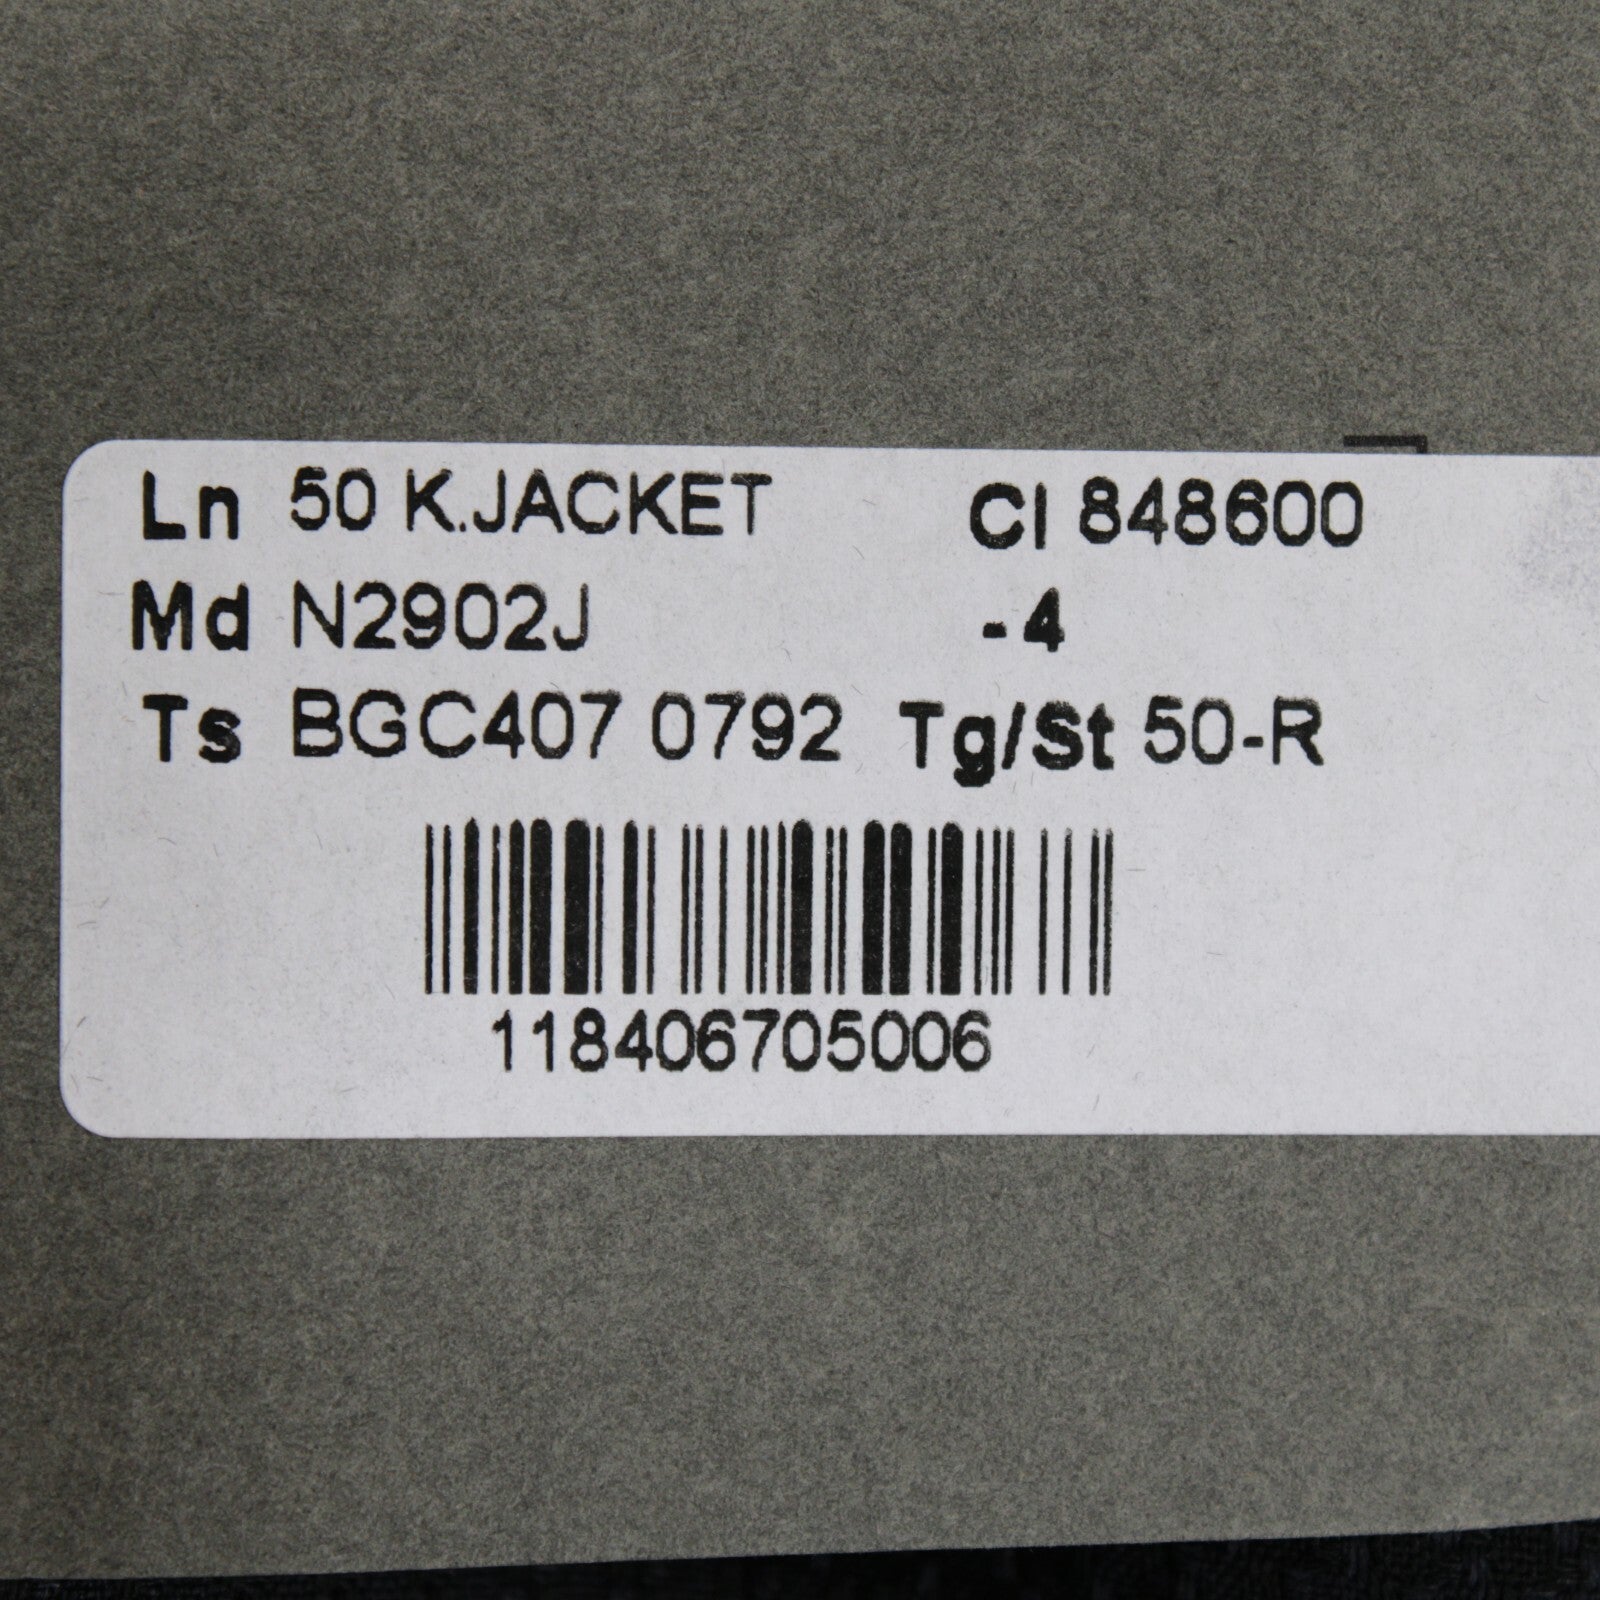 Ln 50 K.JACKET Cl 848600
Md N2902J - 4
Ts BGC407 0792 Tg/St 50-R
118406705006